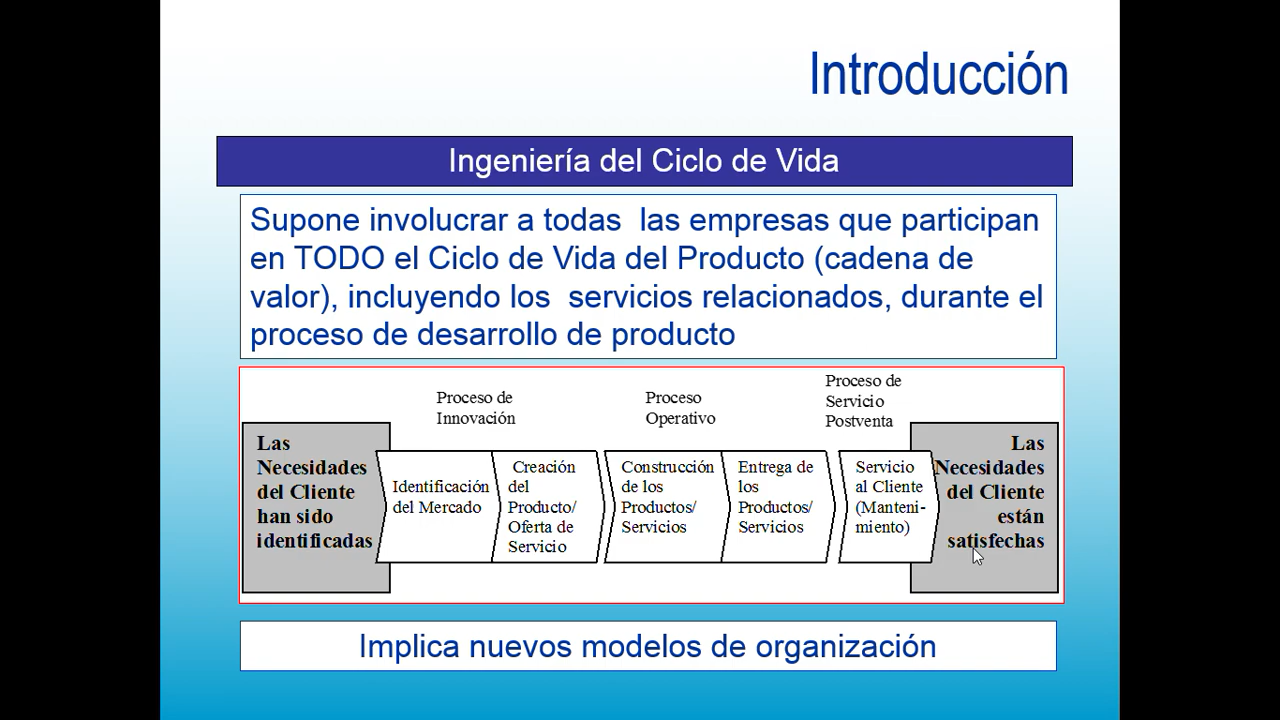 Introducción
Ingeniería del Ciclo de Vida
Supone involucrar a todas las empresas que participan
en TODO el Ciclo de Vida del Producto (cadena de
valor), incluyendo los servicios relacionados, durante el
proceso de desarrollo de producto
Proceso de
Innovación
Proceso
Operativo
Proceso de
Servicio
Postventa
Las
Necesidades
del Cliente
han sido
identificadas
Identificación
del Mercado
Creación
del
Producto/
Oferta de
Servicio
Construcción
de los
Productos/
Servicios
Entrega de
los
Productos/
Servicios
Servicio
al Cliente
(Manteni-
miento)
Las
Necesidades
del Cliente
están
satisfechas
Implica nuevos modelos de organización